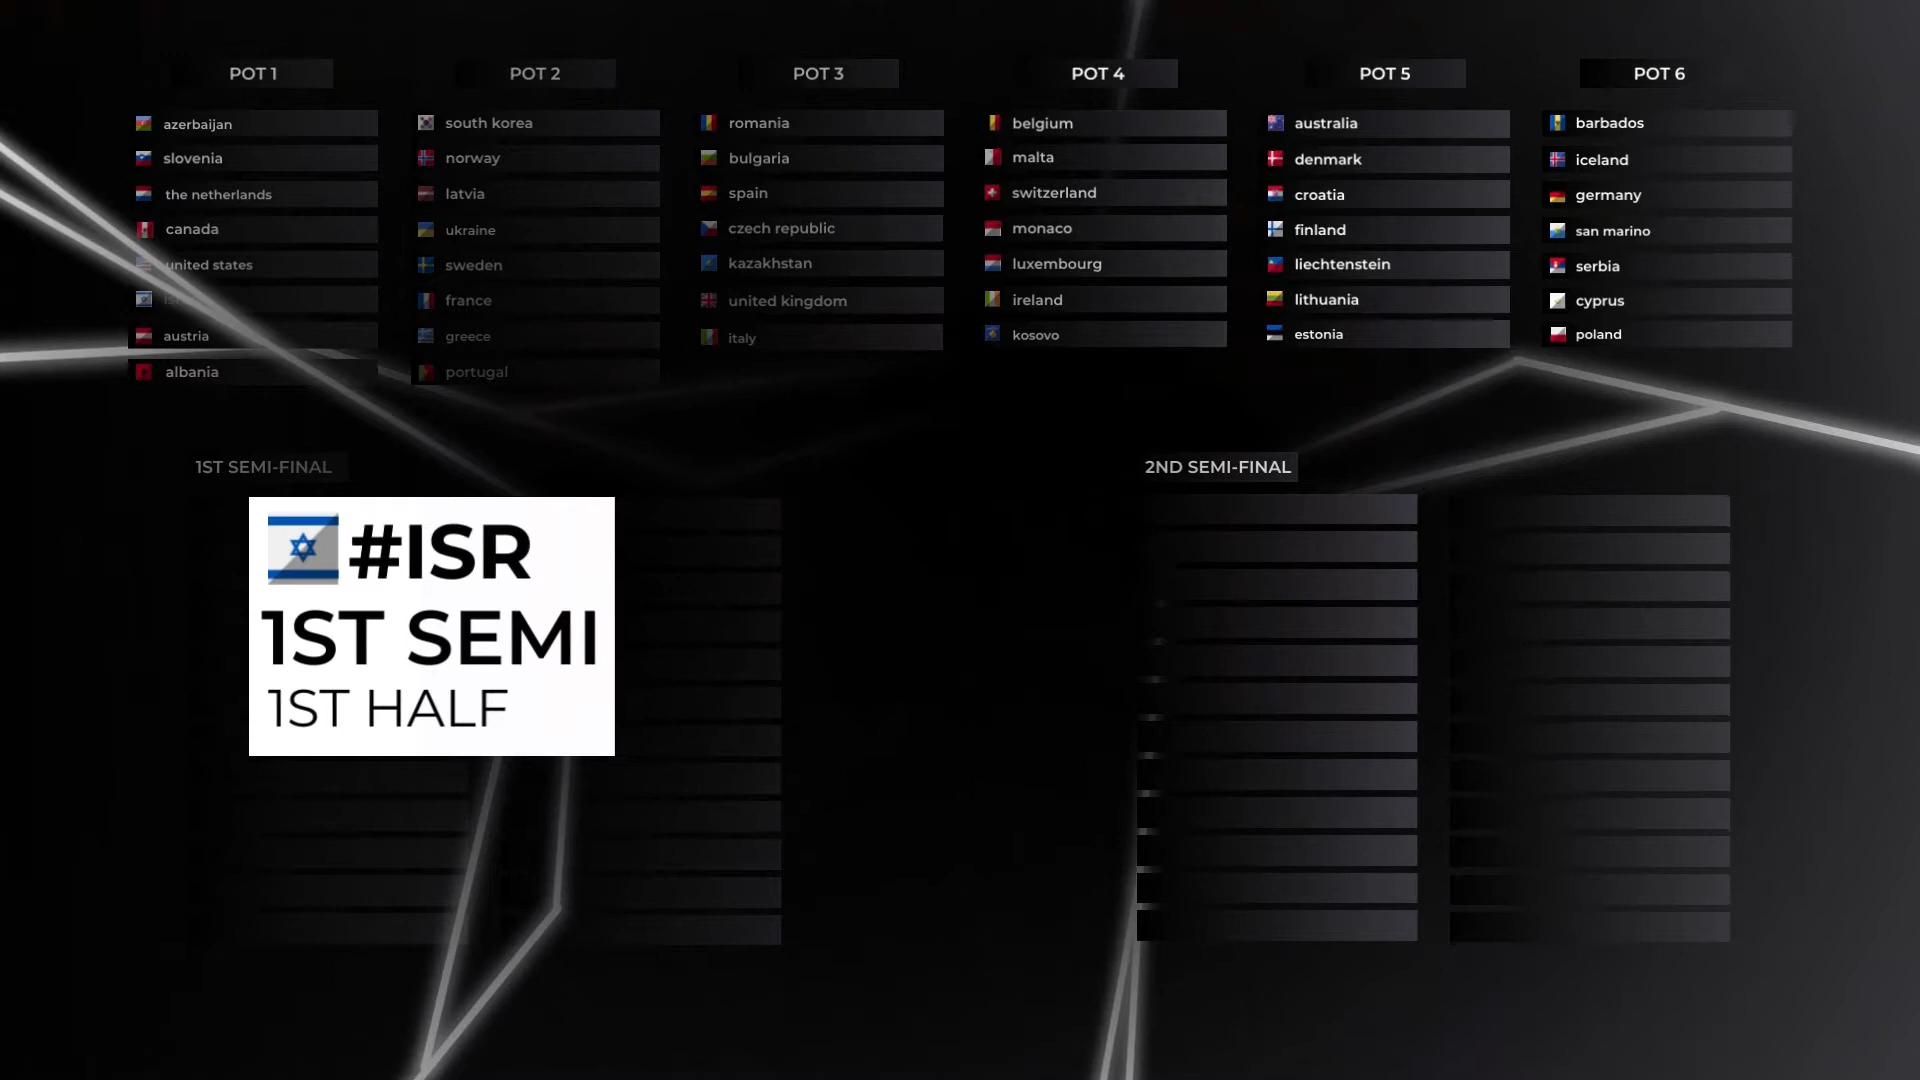 POT 1
azerbaijan
slovenia
the netherlands
canada
united states
austria
albania
POT 2
south korea
norway
latvia
ukraine
sweden
france
greece
portugal
POT 3
romania
bulgaria
spain
czech republic
kazakhstan
united kingdom
italy
POT 4
belgium
malta
switzerland
monaco
luxembourg
ireland
kosovo
POT 5
australia
denmark
croatia
finland
liechtenstein
lithuania
estonia
POT 6
barbados
iceland
germany
san marino
serbia
cyprus
poland
1ST SEMI-FINAL
#ISR
1ST SEMI
1ST HALF
2ND SEMI-FINAL